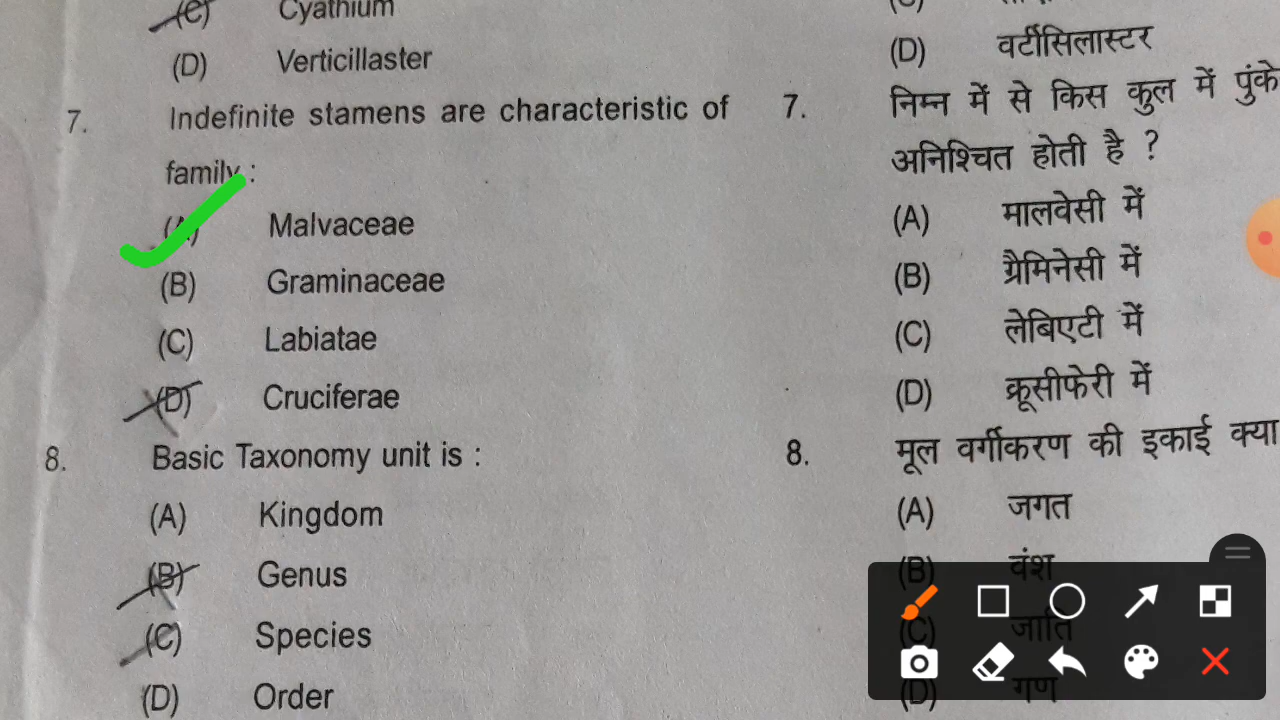 (C) Cyathium
(D) Verticillaster
7. Indefinite stamens are characteristic of
family :
(A) Malvaceae
(B) Graminaceae
(C) Labiatae
(D) Cruciferae
8. Basic Taxonomy unit is :
(A) Kingdom
(B) Genus
(C) Species
(D) Order
(D) वर्टीसिलास्टर
7. निम्न में से किस कुल में पुंके
अनिश्चित होती है ?
(A) मालवेसी में
(B) ग्रैमिनेसी में
(C) लेबिएटी में
(D) क्रूसीफेरी में
8. मूल वर्गीकरण की इकाई क्या
(A) जगत
(B) वंश
(C) जाति
(D) गण